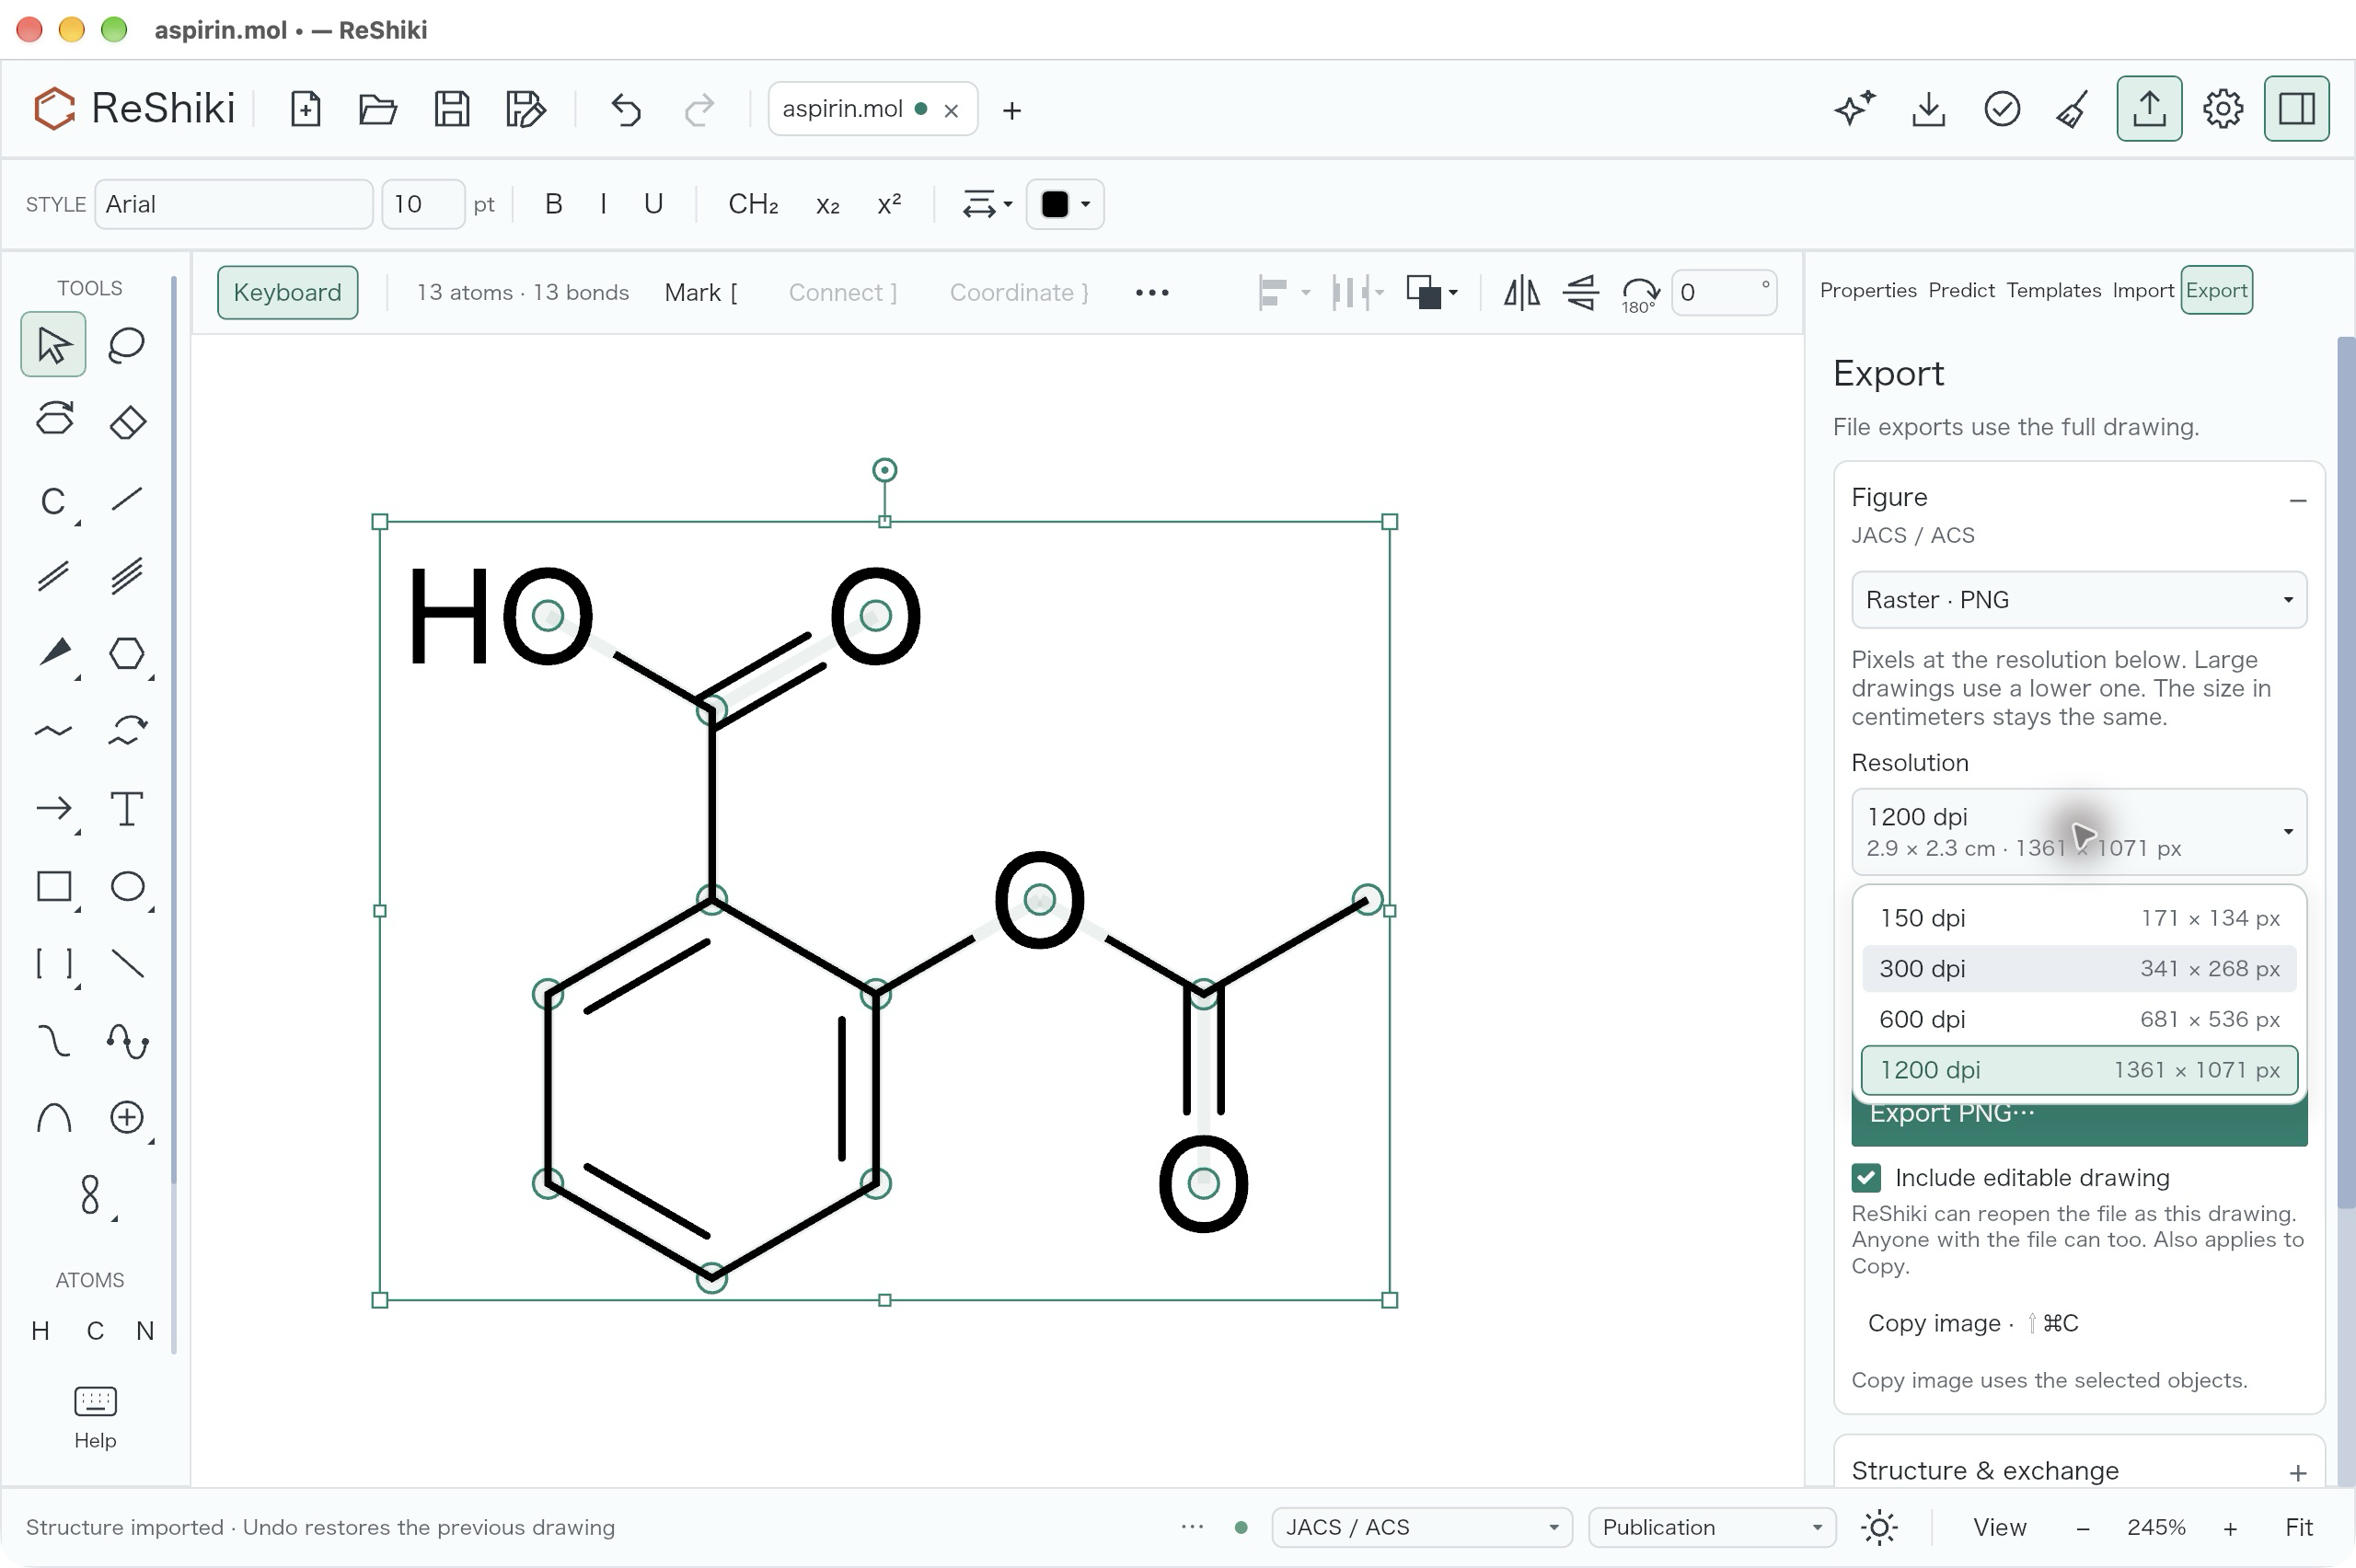 aspirin.mol • — ReShiki
ReShiki
aspirin.mol
STYLE Arial 10 pt B I U CH₂ x₂ x²
TOOLS
C
T
[ ]
ATOMS
H C N
Help
Keyboard 13 atoms · 13 bonds Mark [ Connect ] Coordinate } ••• 180° 0 °
HO O
O
O
Properties Predict Templates Import Export
Export
File exports use the full drawing.
Figure
JACS / ACS
Raster · PNG
Pixels at the resolution below. Large
drawings use a lower one. The size in
centimeters stays the same.
Resolution
1200 dpi
2.9 × 2.3 cm · 1361 × 1071 px
150 dpi 171 × 134 px
300 dpi 341 × 268 px
600 dpi 681 × 536 px
1200 dpi 1361 × 1071 px
Export PNG…
Include editable drawing
ReShiki can reopen the file as this drawing.
Anyone with the file can too. Also applies to
Copy.
Copy image · ⇧⌘C
Copy image uses the selected objects.
Structure & exchange +
Structure imported · Undo restores the previous drawing
… JACS / ACS Publication View − 245% + Fit